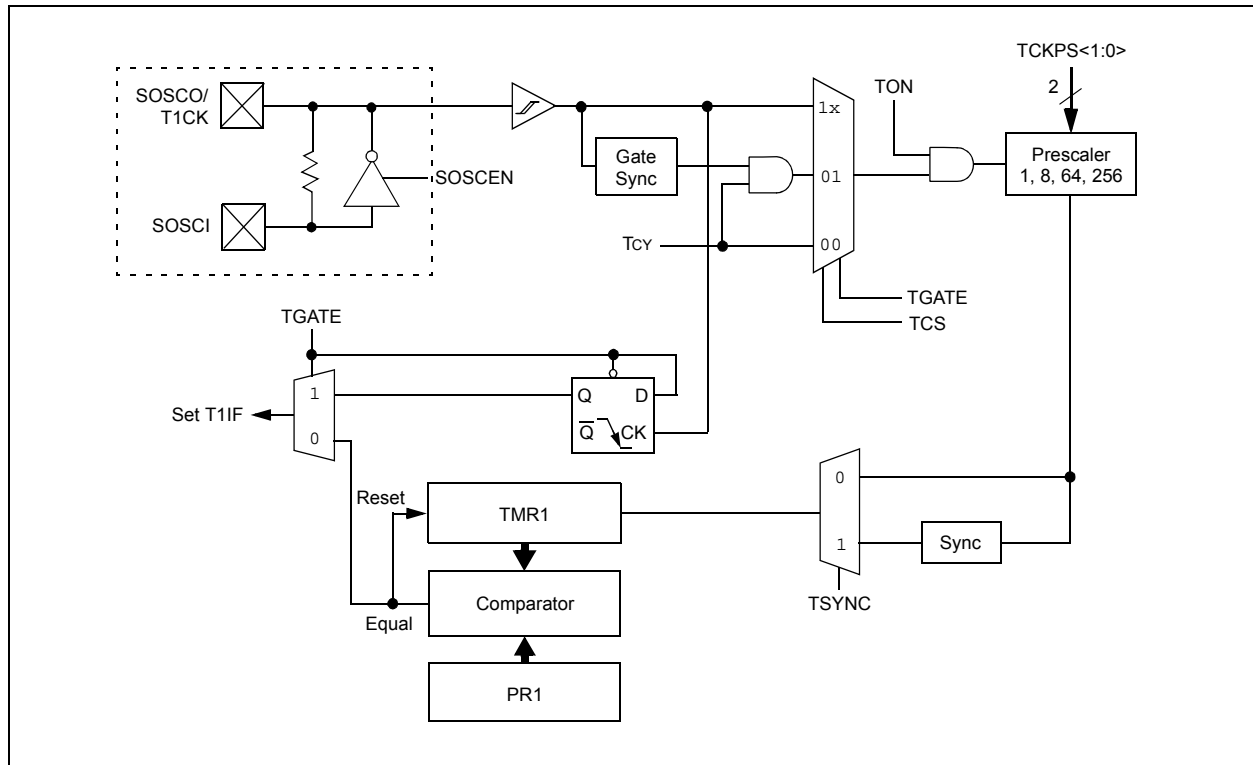 TCKPS<1:0>
2
SOSCO/
T1CK
TON
1x
Prescaler
1, 8, 64, 256
Gate
Sync
SOSCEN
01
SOSCI
TCY
00
TGATE
TCS
TGATE
1
Q
D
Set T1IF
Q
CK
0
0
Reset
TMR1
1
Sync
TSYNC
Comparator
Equal
PR1